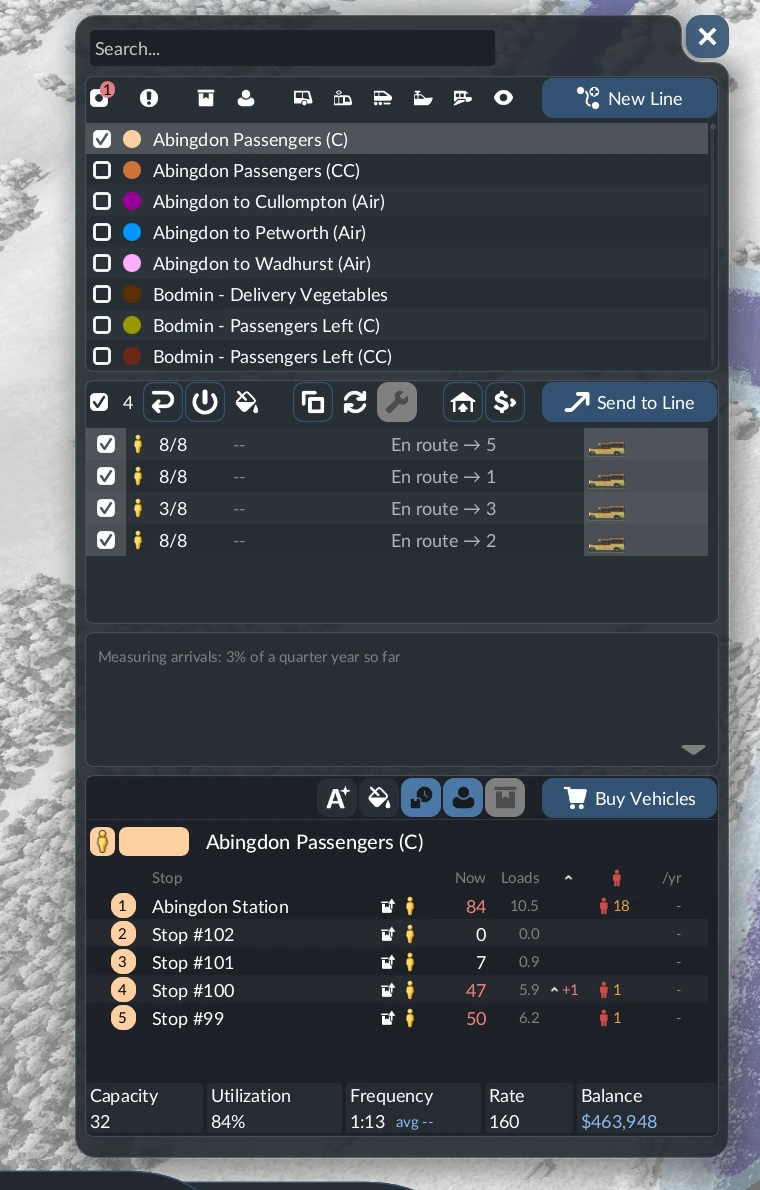 Search...
1
New Line
Abingdon Passengers (C)
Abingdon Passengers (CC)
Abingdon to Cullompton (Air)
Abingdon to Petworth (Air)
Abingdon to Wadhurst (Air)
Bodmin - Delivery Vegetables
Bodmin - Passengers Left (C)
Bodmin - Passengers Left (CC)
4 Send to Line
8/8 -- En route → 5
8/8 -- En route → 1
3/8 -- En route → 3
8/8 -- En route → 2
Measuring arrivals: 3% of a quarter year so far
Buy Vehicles
Abingdon Passengers (C)
Stop Now Loads /yr
1 Abingdon Station 84 10.5 18 -
2 Stop #102 0 0.0 -
3 Stop #101 7 0.9 -
4 Stop #100 47 5.9 +1 1 -
5 Stop #99 50 6.2 1 -
Capacity Utilization Frequency Rate Balense
32 84% 1:13 avg -- 160 $463,948